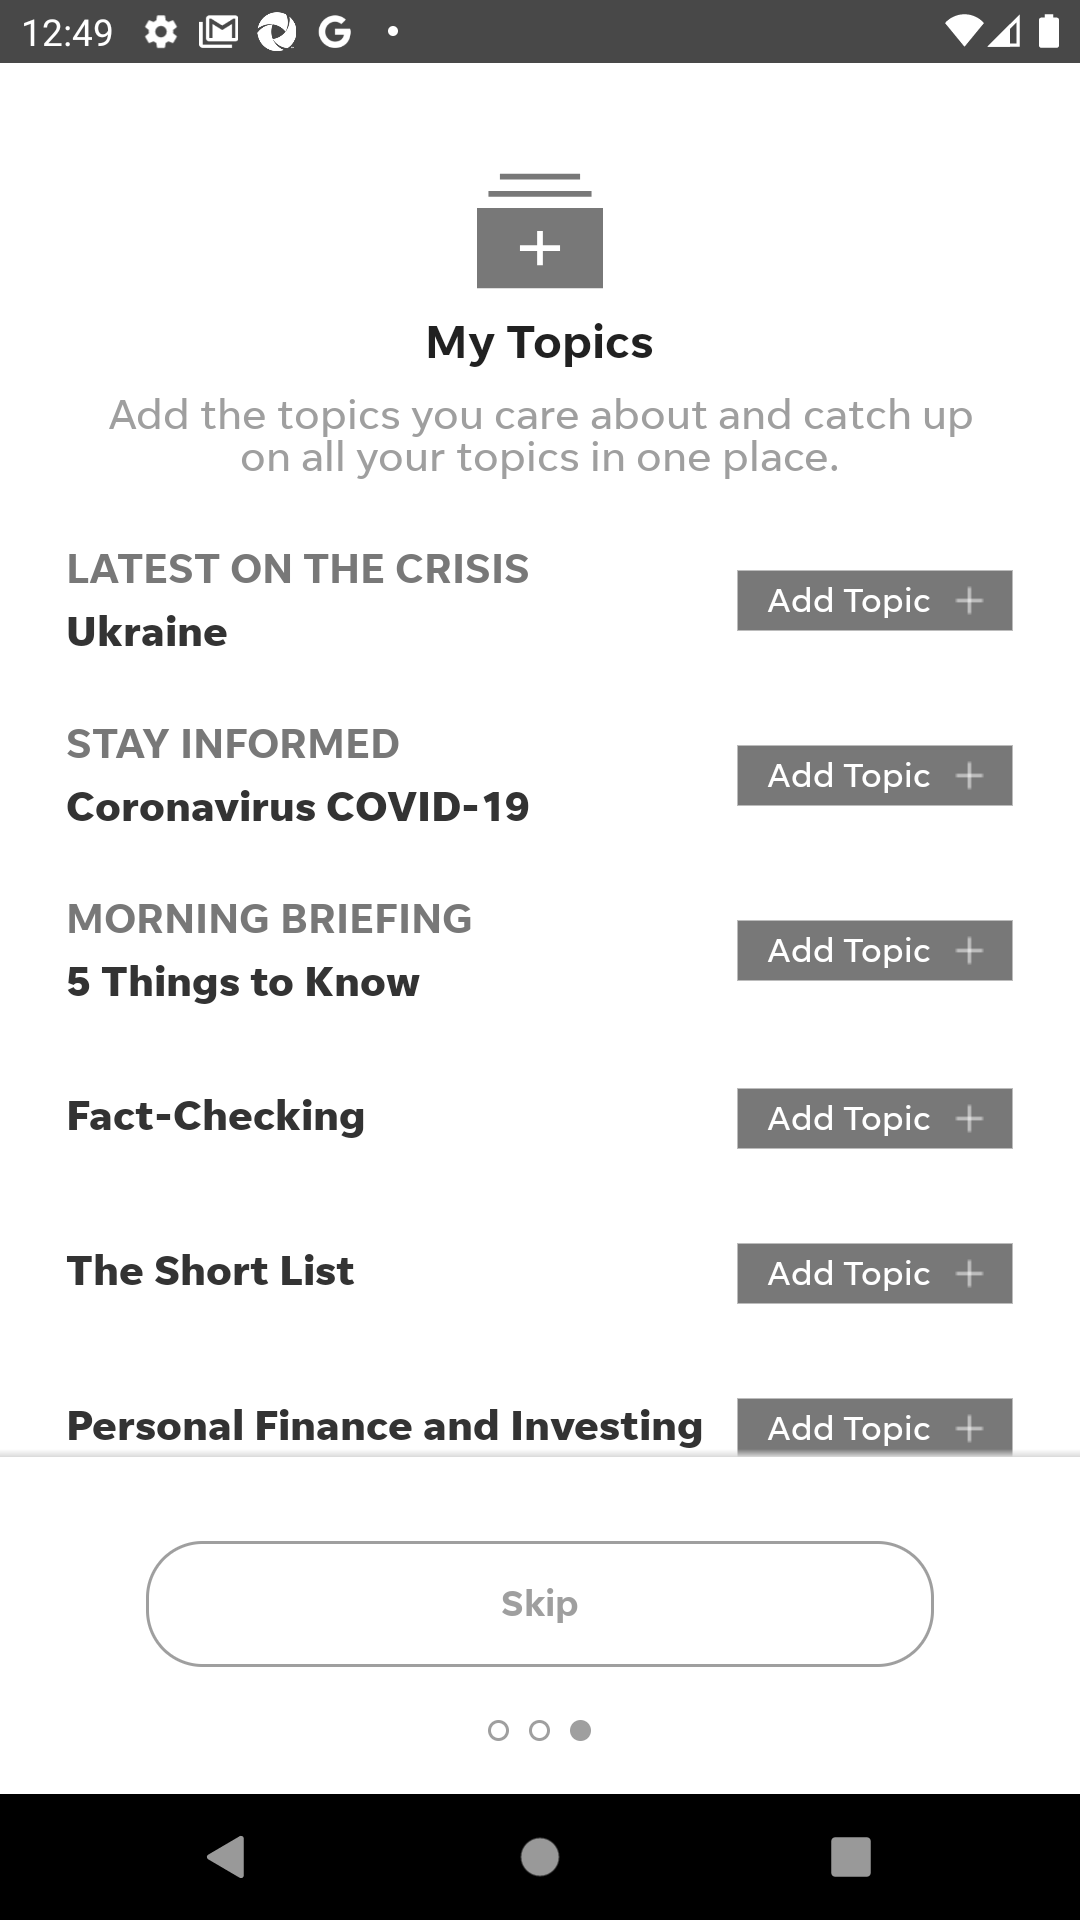 12:49
My Topics
Add the topics you care about and catch up
on all your topics in one place.
LATEST ON THE CRISIS
Ukraine
Add Topic
STAY INFORMED
Coronavirus COVID-19
Add Topic
MORNING BRIEFING
5 Things to Know
Add Topic
Fact-Checking
Add Topic
The Short List
Add Topic
Personal Finance and Investing
Add Topic
Skip